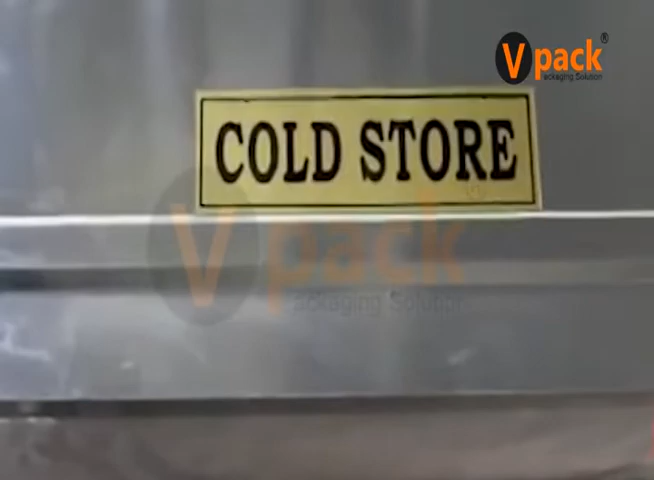 Vpack®
Packaging Solution
COLD STORE
Vpack
Packaging Solution